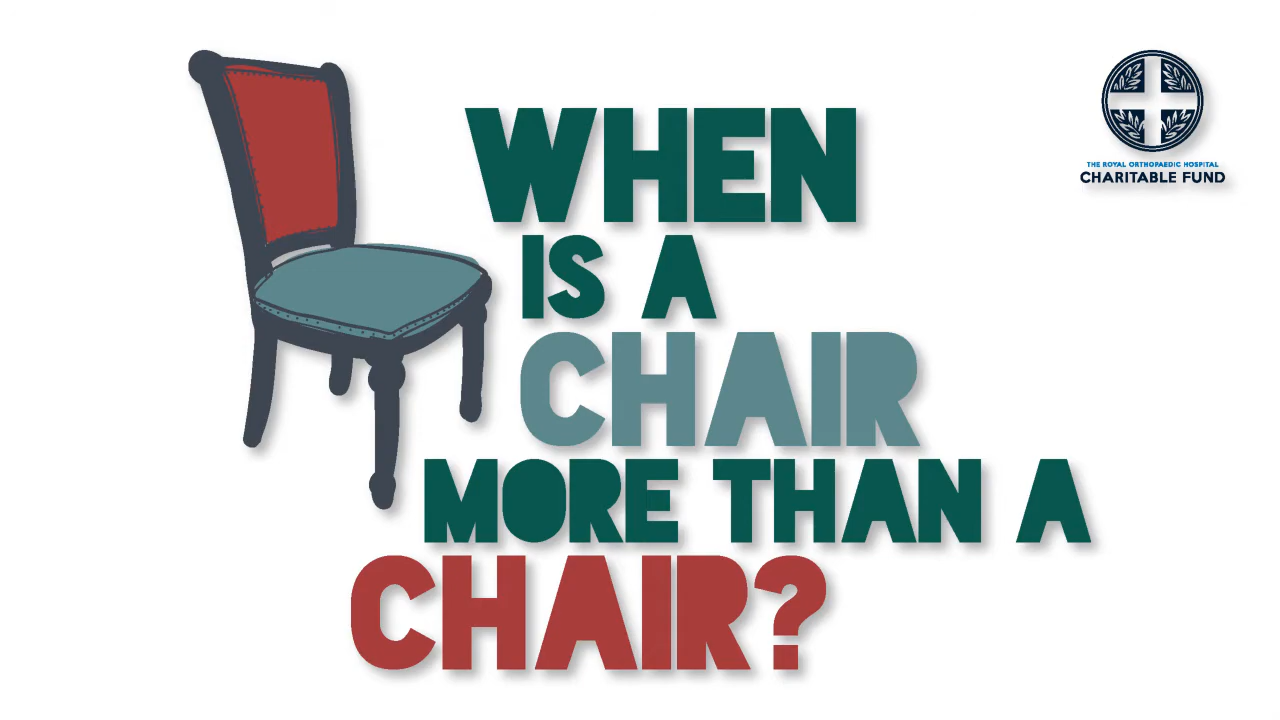 WHEN
IS A
CHAIR
MORE THAN A
CHAIR?
THE ROYAL ORTHOPAEDIC HOSPITAL
CHARITABLE FUND